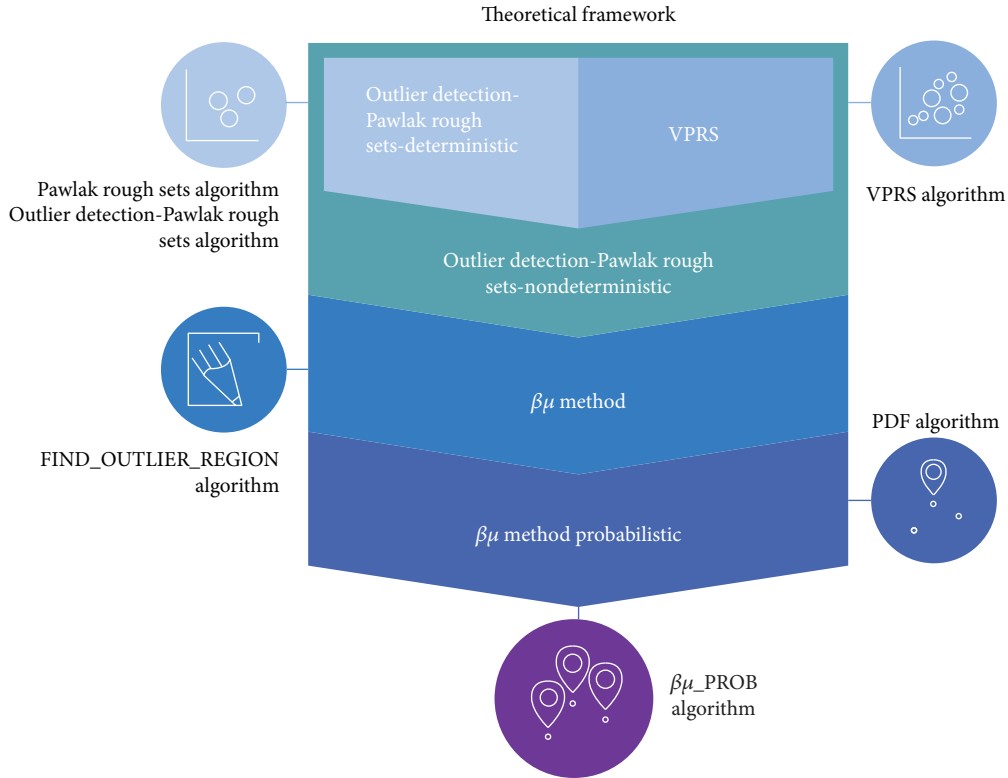 Theoretical framework
Outlier detection-
Pawlak rough
sets-deterministic
VPRS
Pawlak rough sets algorithm
Outlier detection-Pawlak rough
sets algorithm
VPRS algorithm
Outlier detection-Pawlak rough
sets-nondeterministic
βμ method
FIND_OUTLIER_REGION
algorithm
PDF algorithm
βμ method probabilistic
βμ_PROB
algorithm